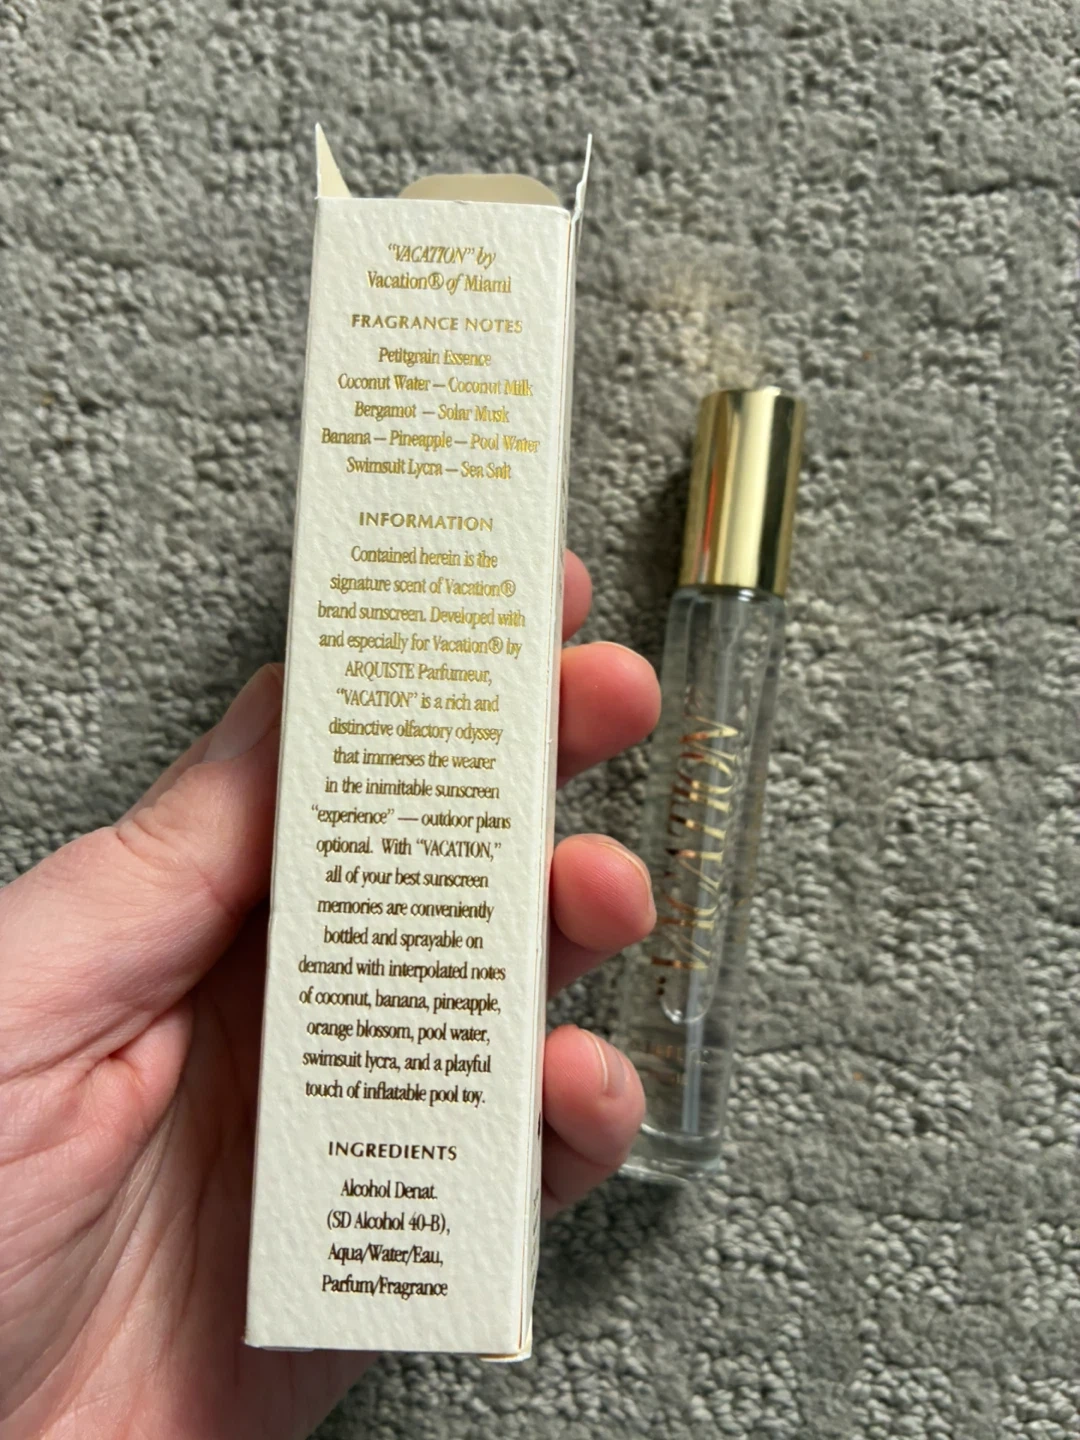 “VACATION” by
Vacation® of Miami
FRAGRANCE NOTES
Petitgrain Essence
Coconut Water — Coconut Milk
Bergamot — Solar Musk
Banana — Pineapple — Pool Water
Swimsuit Lycra — Sea Salt
INFORMATION
Contained herein is the
signature scent of Vacation®
brand sunscreen. Developed with
and especially for Vacation® by
ARQUISTE Parfumeur,
“VACATION” is a rich and
distinctive olfactory odyssey
that immerses the wearer
in the inimitable sunscreen
“experience” — outdoor plans
optional. With “VACATION,”
all of your best sunscreen
memories are conveniently
bottled and sprayable on
demand with interpolated notes
of coconut, banana, pineapple,
orange blossom, pool water,
swimsuit lycra, and a playful
touch of inflatable pool toy.
INGREDIENTS
Alcohol Denat.
(SD Alcohol 40-B),
Aqua/Water/Eau,
Parfum/Fragrance
“VACATION”